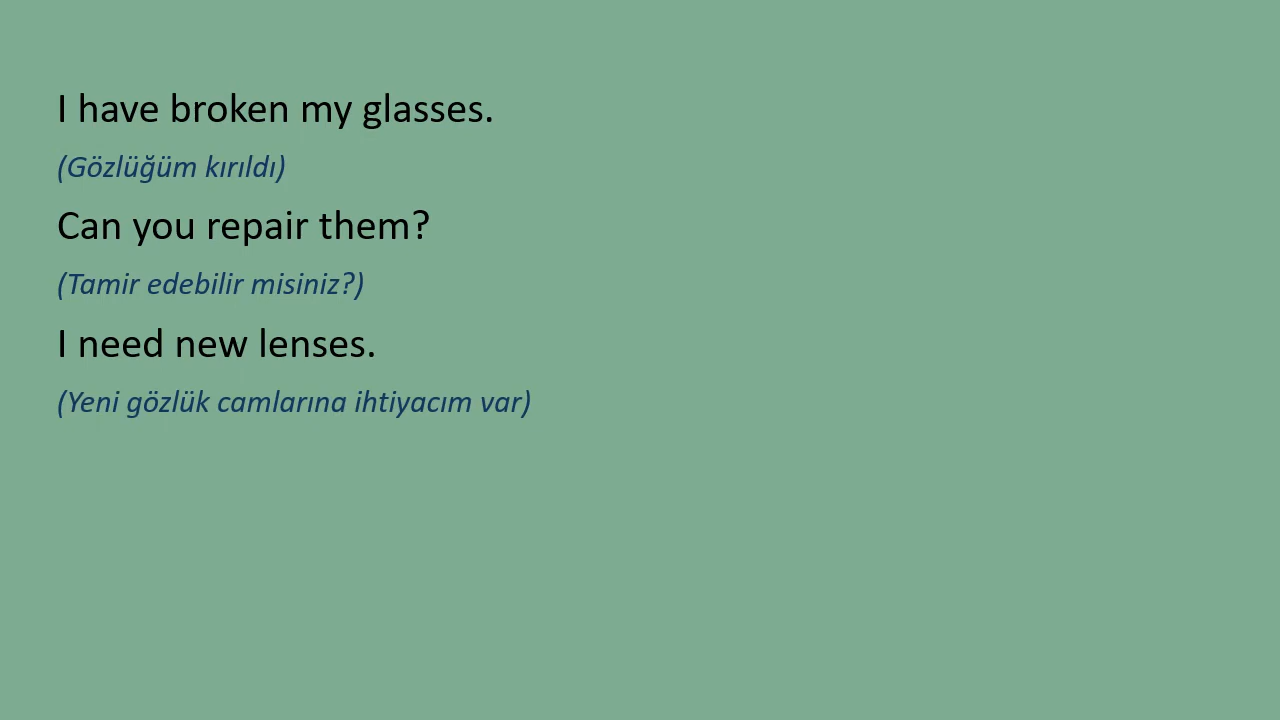 I have broken my glasses.
(Gözlüğüm kırıldı)
Can you repair them?
(Tamir edebilir misiniz?)
I need new lenses.
(Yeni gözlük camlarına ihtiyacım var)